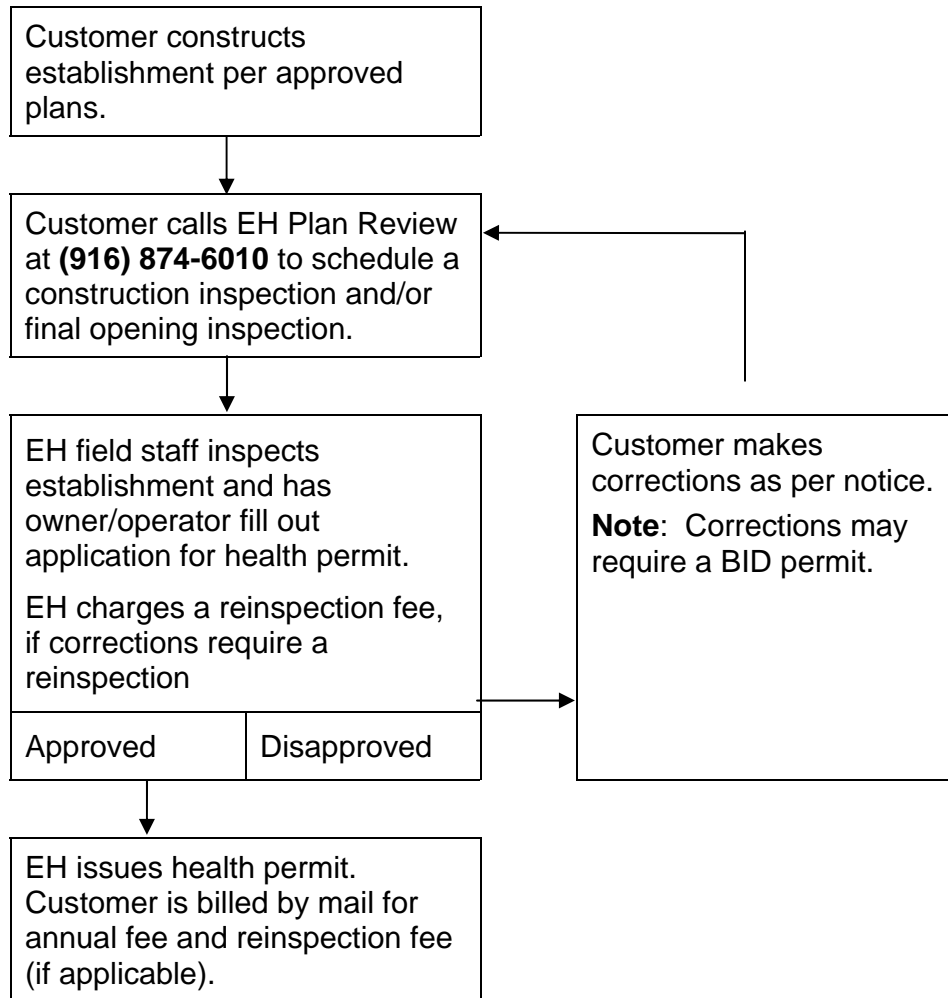 Customer constructs
establishment per approved
plans.
Customer calls EH Plan Review
at (916) 874-6010 to schedule a
construction inspection and/or
final opening inspection.
EH field staff inspects
establishment and has
owner/operator fill out
application for health permit.
EH charges a reinspection fee,
if corrections require a
reinspection
Approved
Disapproved
Customer makes
corrections as per notice.
Note:  Corrections may
require a BID permit.
EH issues health permit.
Customer is billed by mail for
annual fee and reinspection fee
(if applicable).